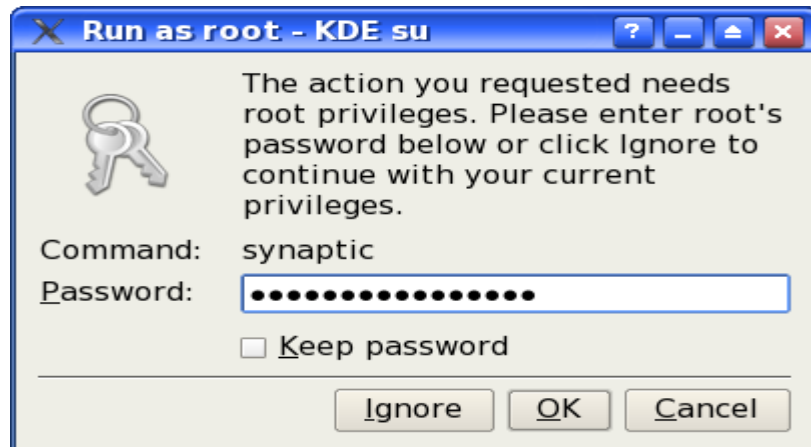 Run as root - KDE su
?
The action you requested needs
root privileges. Please enter root's
password below or click Ignore to
continue with your current
privileges.
Command: synaptic
Password: ●●●●●●●●●●●●●●●●
Keep password
Ignore OK Cancel